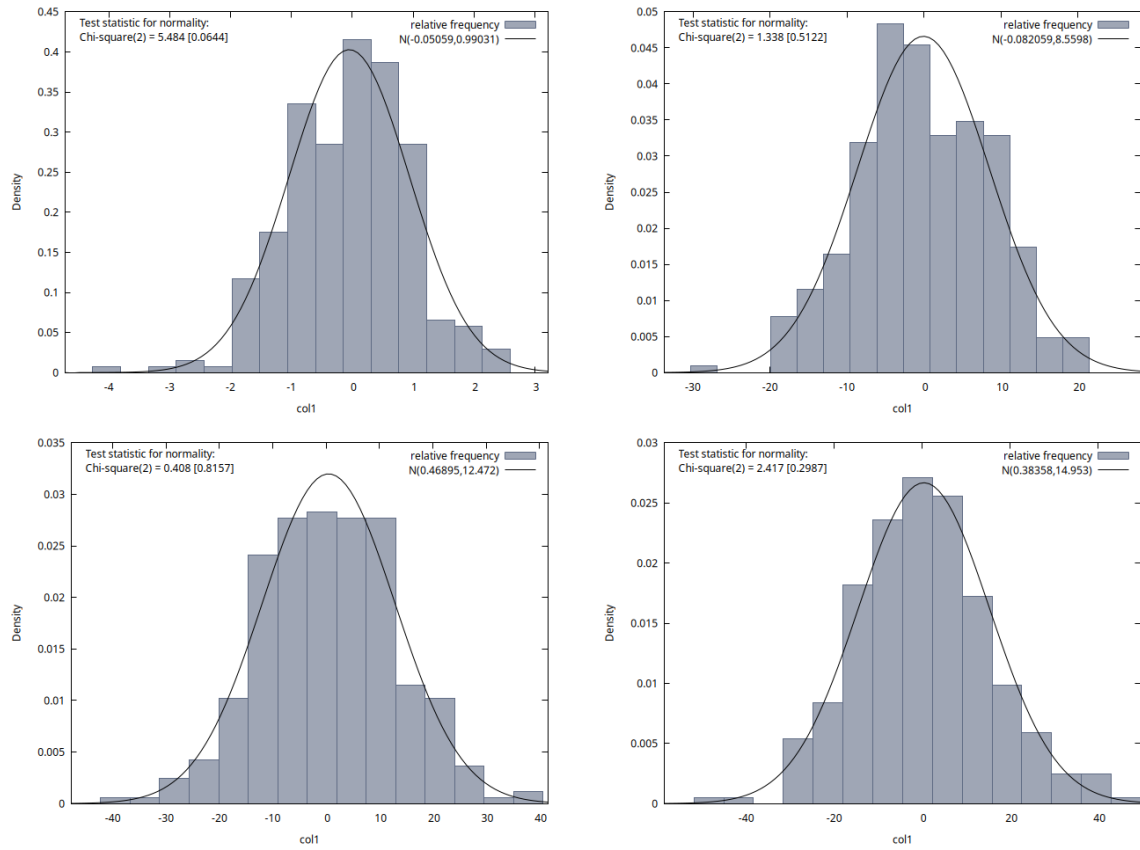 Test statistic for normality:
Chi-square(2) = 5.484 [0.0644]
relative frequency
N(-0.05059,0.99031)
0.45
0.4
0.35
0.3
0.25
0.2
0.15
0.1
0.05
0
Density
-4 -3 -2 -1 0 1 2 3
col1
Test statistic for normality:
Chi-square(2) = 1.338 [0.5122]
relative frequency
N(-0.082059,8.5598)
0.05
0.045
0.04
0.035
0.03
0.025
0.02
0.015
0.01
0.005
0
Density
-30 -20 -10 0 10 20
col1
Test statistic for normality:
Chi-square(2) = 0.408 [0.8157]
relative frequency
N(0.46895,12.472)
0.035
0.03
0.025
0.02
0.015
0.01
0.005
0
Density
-40 -30 -20 -10 0 10 20 30 40
col1
Test statistic for normality:
Chi-square(2) = 2.417 [0.2987]
relative frequency
N(0.38358,14.953)
0.03
0.025
0.02
0.015
0.01
0.005
0
Density
-40 -20 0 20 40
col1